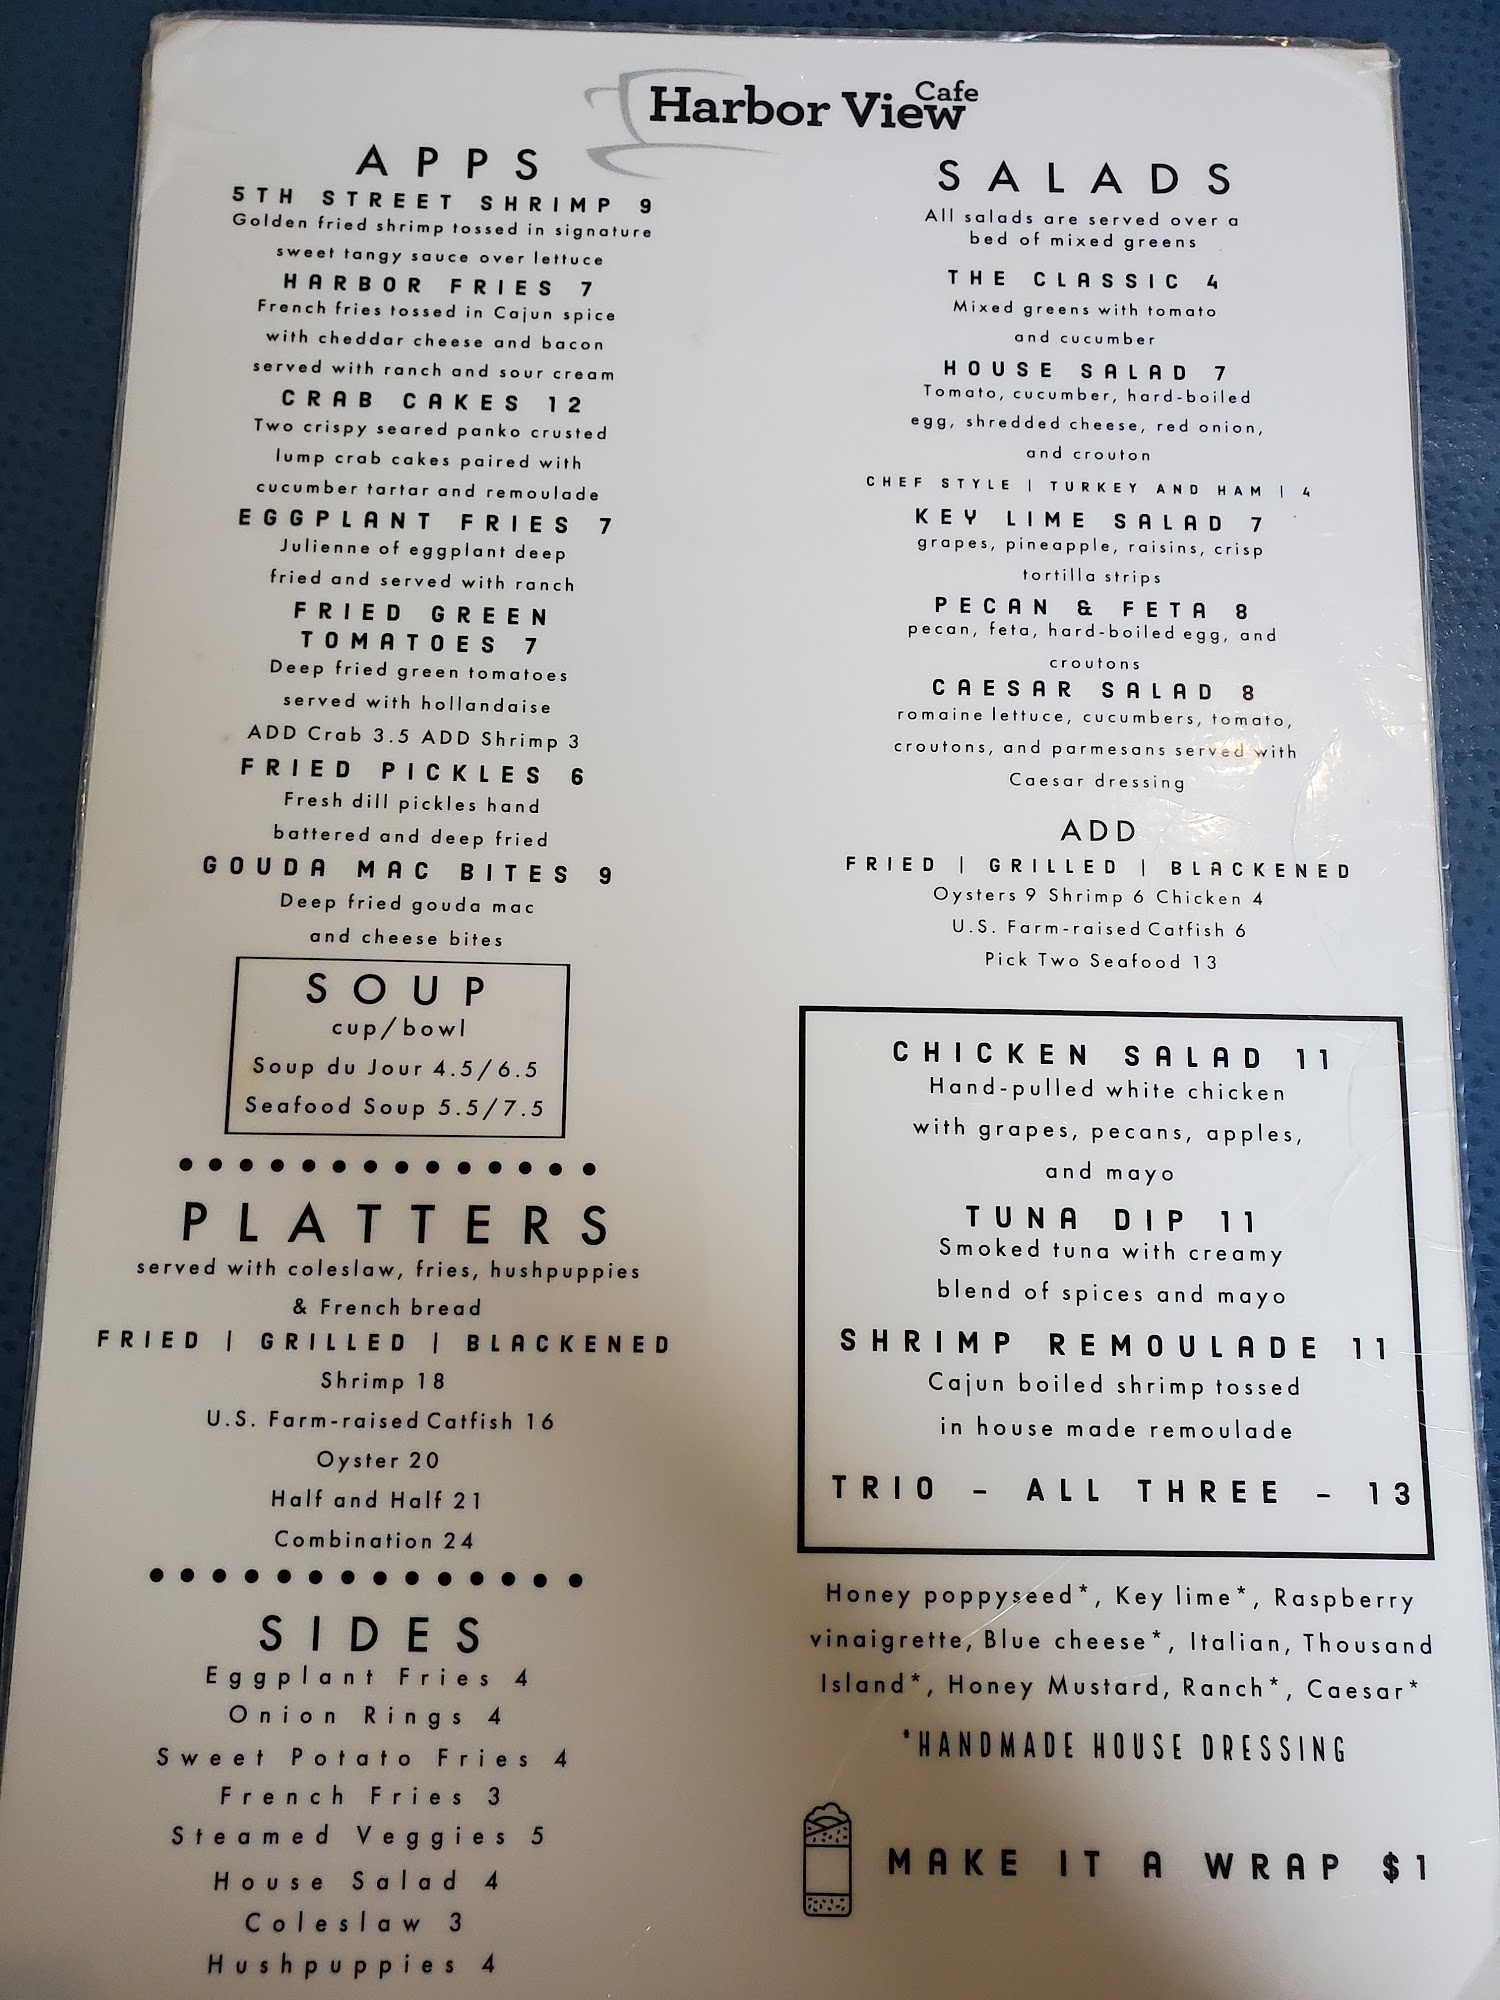 Harbor View Cafe
APPS
5TH STREET SHRIMP 9
Golden fried shrimp tossed in signature
sweet tangy sauce over lettuce
HARBOR FRIES 7
French fries tossed in Cajun spice
with cheddar cheese and bacon
served with ranch and sour cream
CRAB CAKES 12
Two crispy seared panko crusted
lump crab cakes paired with
cucumber tartar and remoulade
EGGPLANT FRIES 7
Julienne of eggplant deep
fried and served with ranch
FRIED GREEN
TOMATOES 7
Deep fried green tomatoes
served with hollandaise
ADD Crab 3.5 ADD Shrimp 3
FRIED PICKLES 6
Fresh dill pickles hand
battered and deep fried
GOUDA MAC BITES 9
Deep fried gouda mac
and cheese bites
SOUP
cup/bowl
Soup du Jour 4.5/6.5
Seafood Soup 5.5/7.5
PLATTERS
served with coleslaw, fries, hushpuppies
& French bread
FRIED | GRILLED | BLACKENED
Shrimp 18
U.S. Farm-raised Catfish 16
Oyster 20
Half and Half 21
Combination 24
SIDES
Eggplant Fries 4
Onion Rings 4
Sweet Potato Fries 4
French Fries 3
Steamed Veggies 5
House Salad 4
Coleslaw 3
Hushpuppies 4
SALADS
All salads are served over a
bed of mixed greens
THE CLASSIC 4
Mixed greens with tomato
and cucumber
HOUSE SALAD 7
Tomato, cucumber, hard-boiled
egg, shredded cheese, red onion,
and crouton
CHEF STYLE | TURKEY AND HAM | 4
KEY LIME SALAD 7
grapes, pineapple, raisins, crisp
tortilla strips
PECAN & FETA 8
pecan, feta, hard-boiled egg, and
croutons
CAESAR SALAD 8
romaine lettuce, cucumbers, tomato,
croutons, and parmesans served with
Caesar dressing
ADD
FRIED | GRILLED | BLACKENED
Oysters 9 Shrimp 6 Chicken 4
U.S. Farm-raised Catfish 6
Pick Two Seafood 13
CHICKEN SALAD 11
Hand-pulled white chicken
with grapes, pecans, apples,
and mayo
TUNA DIP 11
Smoked tuna with creamy
blend of spices and mayo
SHRIMP REMOULADE 11
Cajun boiled shrimp tossed
in house made remoulade
TRIO - ALL THREE - 13
Honey poppyseed*, Key lime*, Raspberry
vinaigrette, Blue cheese*, Italian, Thousand
Island*, Honey Mustard, Ranch*, Caesar*
*HANDMADE HOUSE DRESSING
MAKE IT A WRAP $1